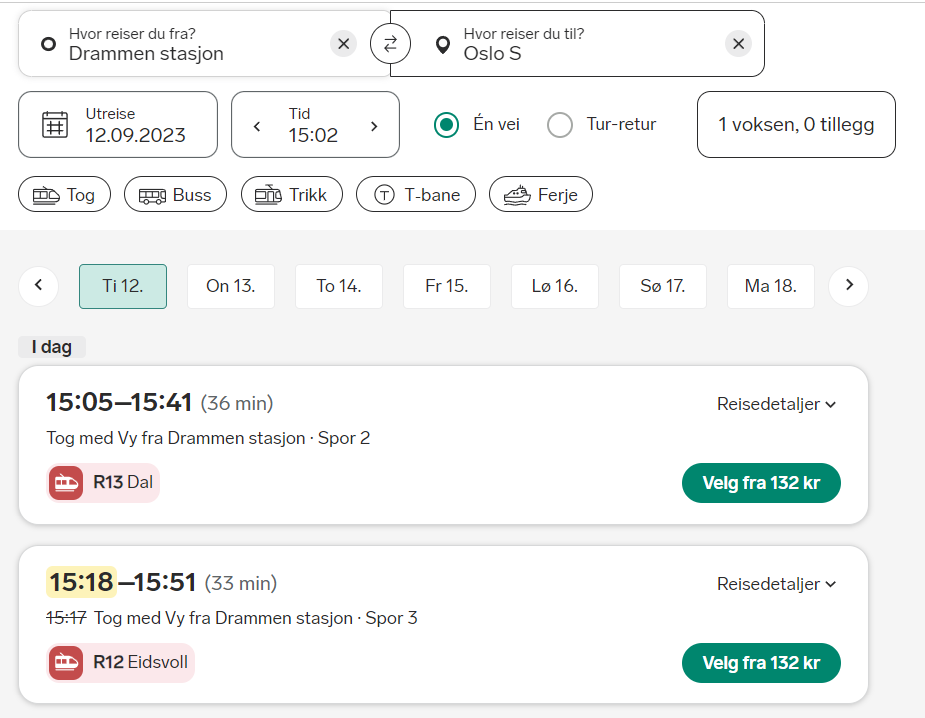 Hvor reiser du fra?
Drammen stasjon
Hvor reiser du til?
Oslo S
Utreise
12.09.2023
Tid
15:02
Én vei
Tur-retur
1 voksen, 0 tillegg
Tog
Buss
Trikk
T T-bane
Ferje
Ti 12.
On 13.
To 14.
Fr 15.
Lø 16.
Sø 17.
Ma 18.
I dag
15:05–15:41 (36 min)
Reisedetaljer
Tog med Vy fra Drammen stasjon · Spor 2
R13 Dal
Velg fra 132 kr
15:18–15:51 (33 min)
Reisedetaljer
15:17 Tog med Vy fra Drammen stasjon · Spor 3
R12 Eidsvoll
Velg fra 132 kr